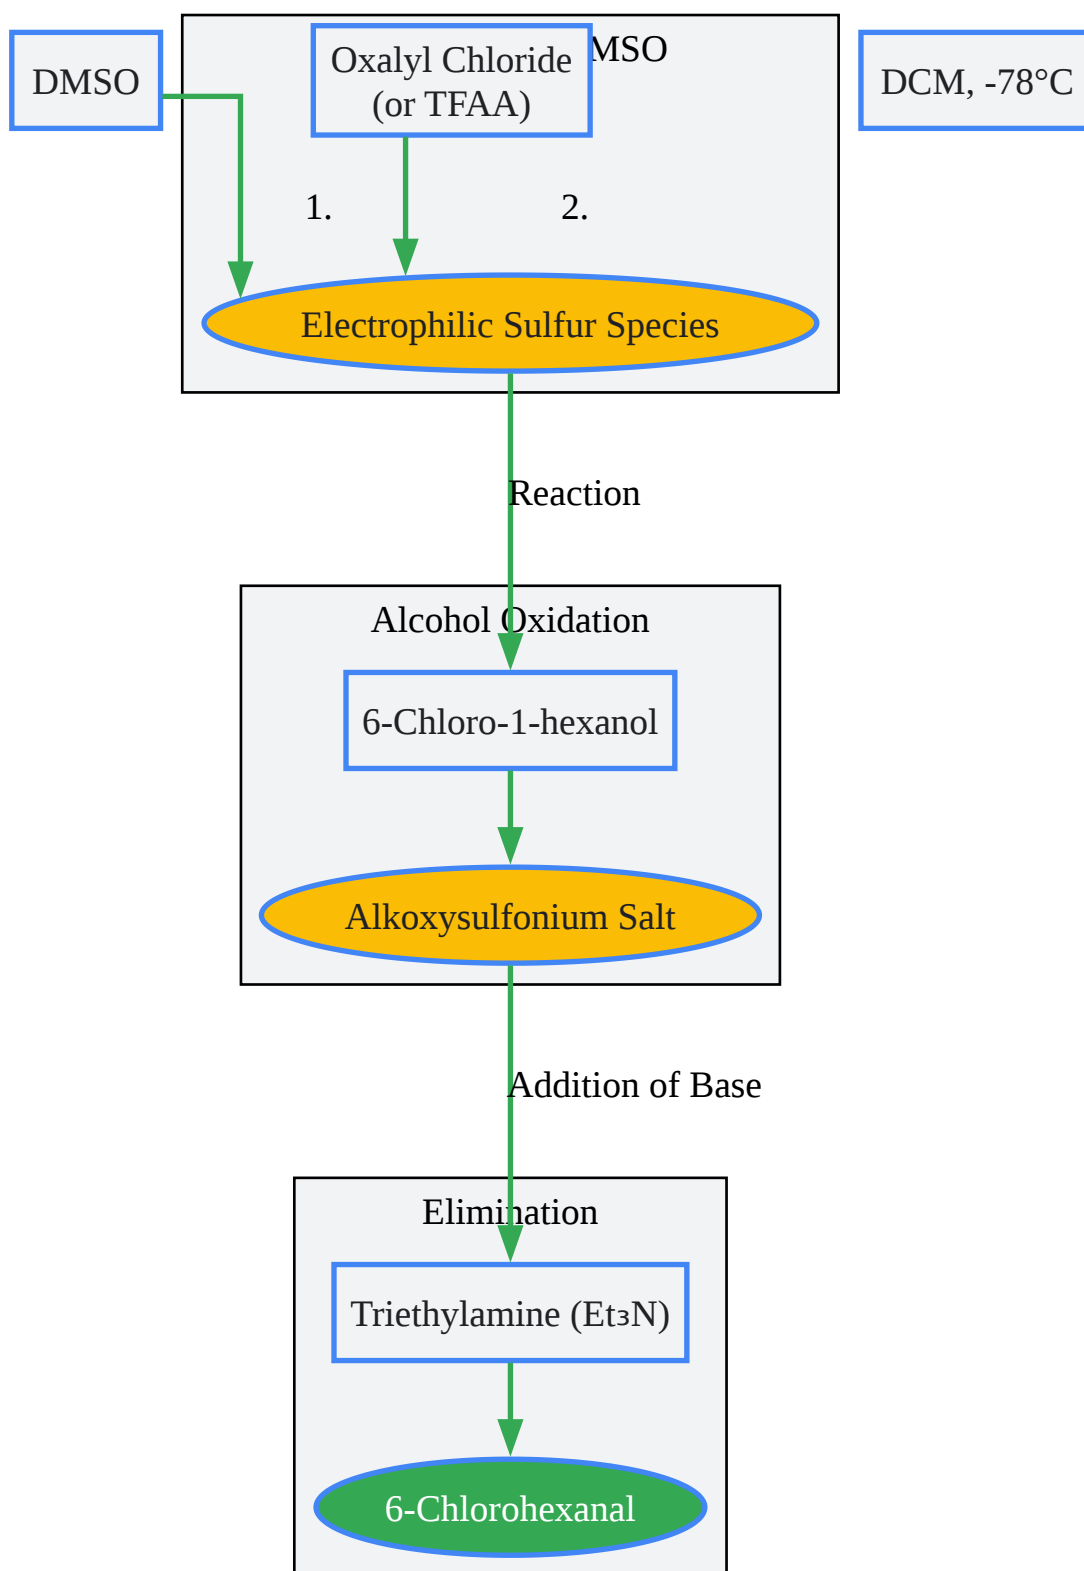 DMSO
Oxalyl Chloride
(or TFAA)
MSO
DCM, -78°C
1.
2.
Electrophilic Sulfur Species
Reaction
Alcohol Oxidation
6-Chloro-1-hexanol
Alkoxysulfonium Salt
Addition of Base
Elimination
Triethylamine (Et₃N)
6-Chlorohexanal